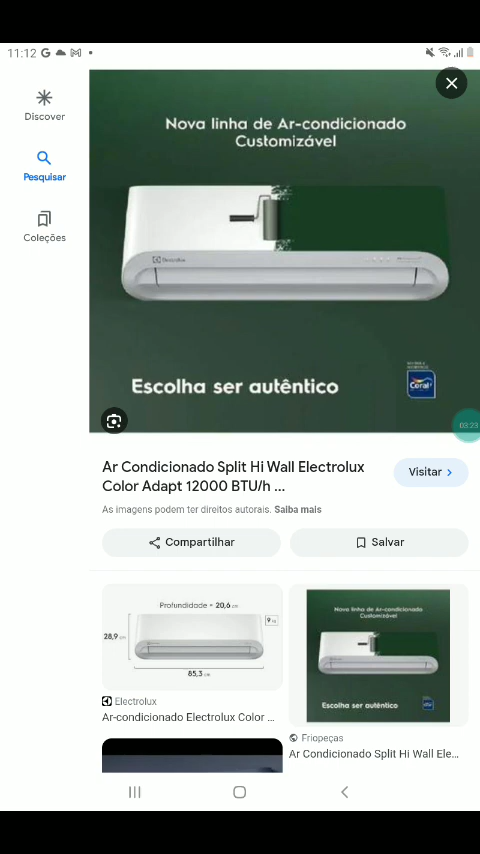 11:12
Discover
Pesquisar
Coleções
Nova linha de Ar-condicionado
Customizável
Electrolux
Escolha ser autêntico
Coral
03:23
Ar Condicionado Split Hi Wall Electrolux
Color Adapt 12000 BTU/h ...
Visitar
As imagens podem ter direitos autorais. Saiba mais
Compartilhar
Salvar
Profundidade = 20,6 cm
28,9 cm
85,3 cm
Electrolux
Ar-condicionado Electrolux Color ...
Nova linha de Ar-condicionado
Customizável
Escolha ser autêntico
Friopeças
Ar Condicionado Split Hi Wall Ele...